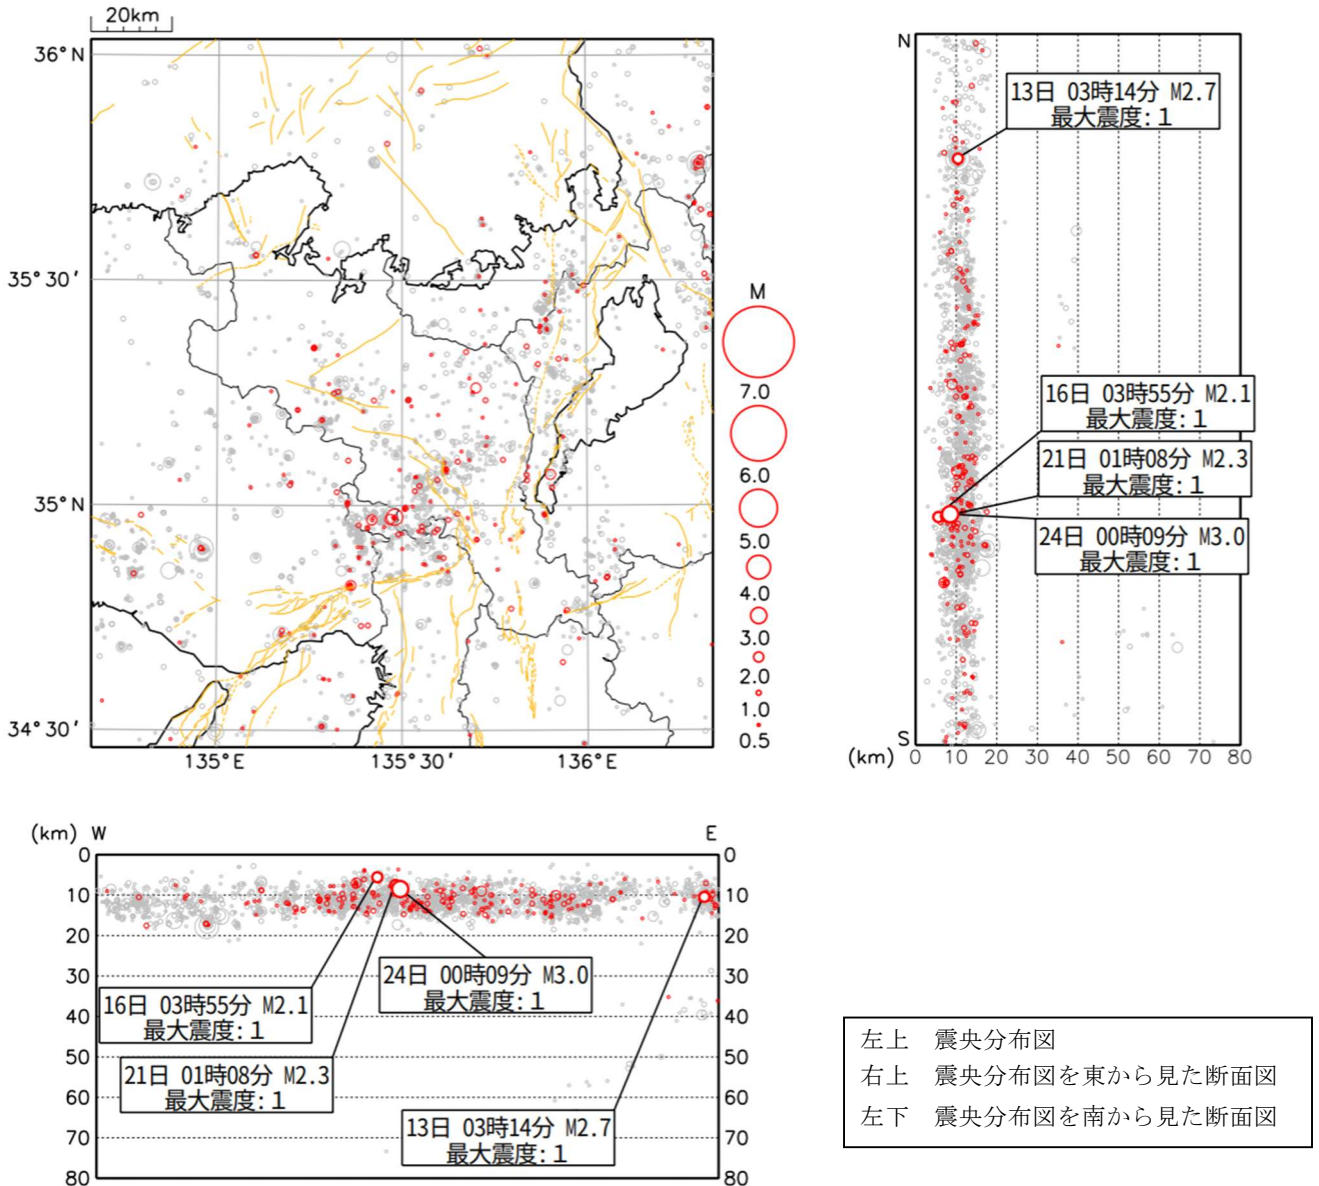 20km
36°N
35°30′
35°N
34°30′
135°E
135°30′
136°E
M
7.0
6.0
5.0
4.0
3.0
2.0
1.0
0.5
N
13日 03時14分 M2.7
最大震度:1
16日 03時55分 M2.1
最大震度:1
21日 01時08分 M2.3
最大震度:1
24日 00時09分 M3.0
最大震度:1
S
(km) 0 10 20 30 40 50 60 70 80
(km) W E
0 0
10 10
20 20
30 30
40 40
50 50
60 60
70 70
80 80
24日 00時09分 M3.0
最大震度:1
16日 03時55分 M2.1
最大震度:1
21日 01時08分 M2.3
最大震度:1
13日 03時14分 M2.7
最大震度:1
左上 震央分布図
右上 震央分布図を東から見た断面図
左下 震央分布図を南から見た断面図